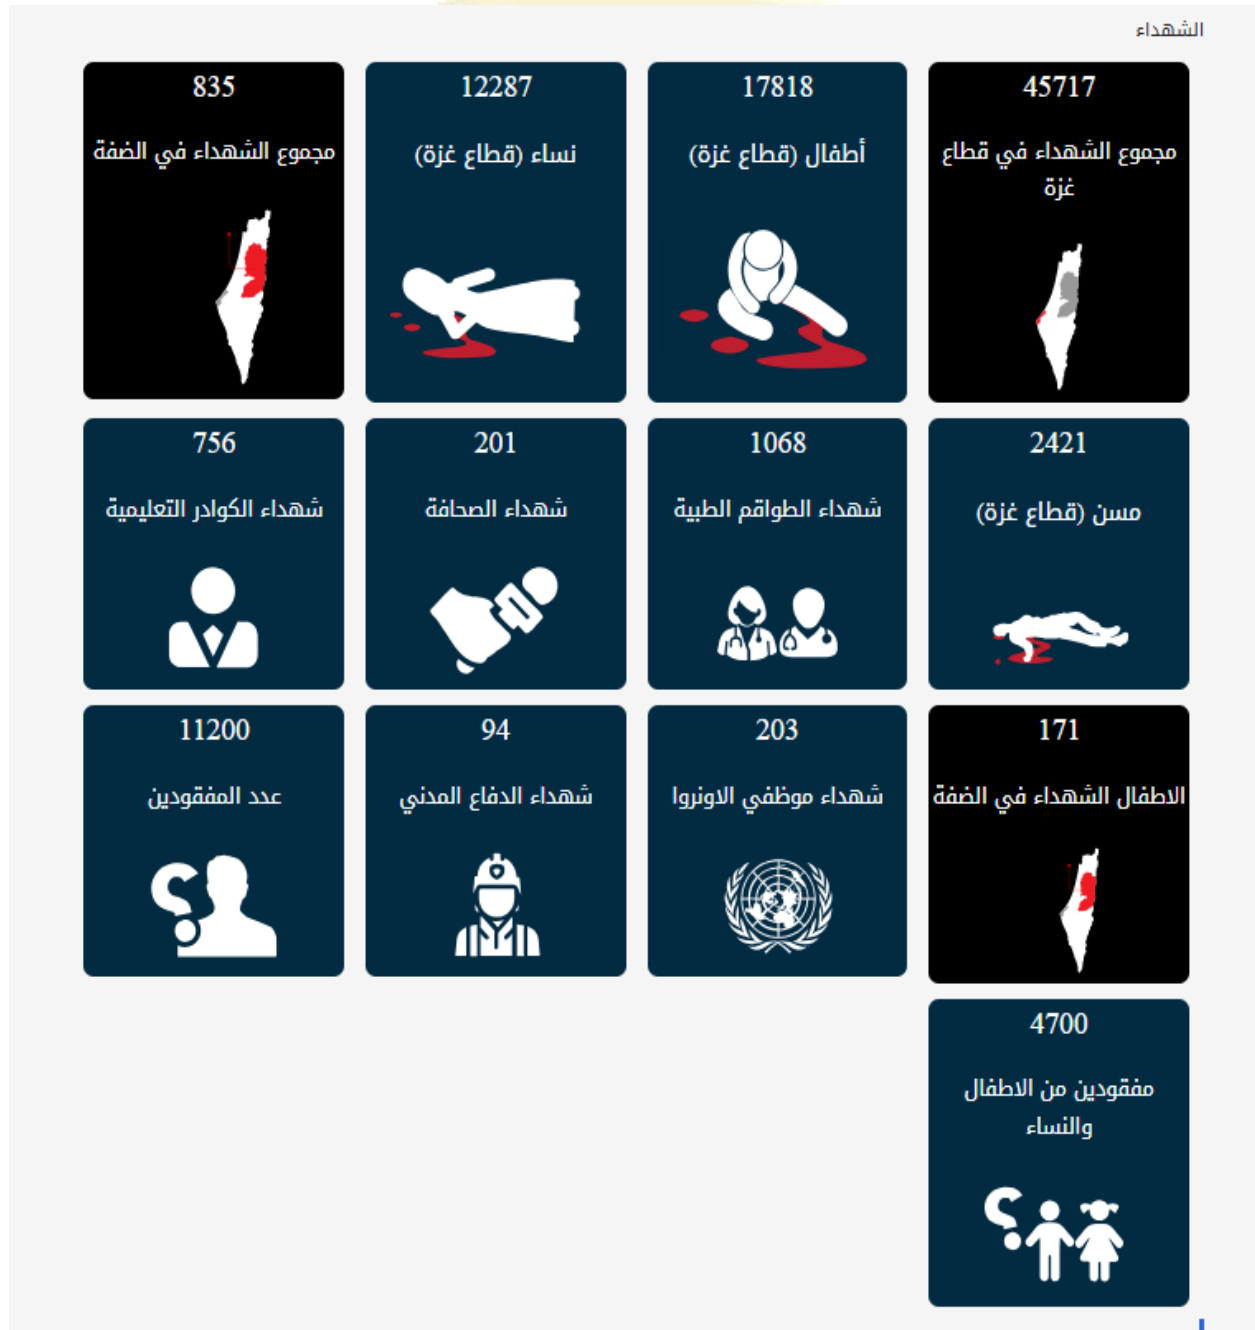 الشهداء
45717
مجموع الشهداء في قطاع
غزة
17818
أطفال (قطاع غزة)
12287
نساء (قطاع غزة)
835
مجموع الشهداء في الضفة
2421
مسن (قطاع غزة)
1068
شهداء الطواقم الطبية
201
شهداء الصحافة
756
شهداء الكوادر التعليمية
171
الاطفال الشهداء في الضفة
203
شهداء موظفي الاونروا
94
شهداء الدفاع المدني
11200
عدد المفقودين
4700
مفقودين من الاطفال
والنساء